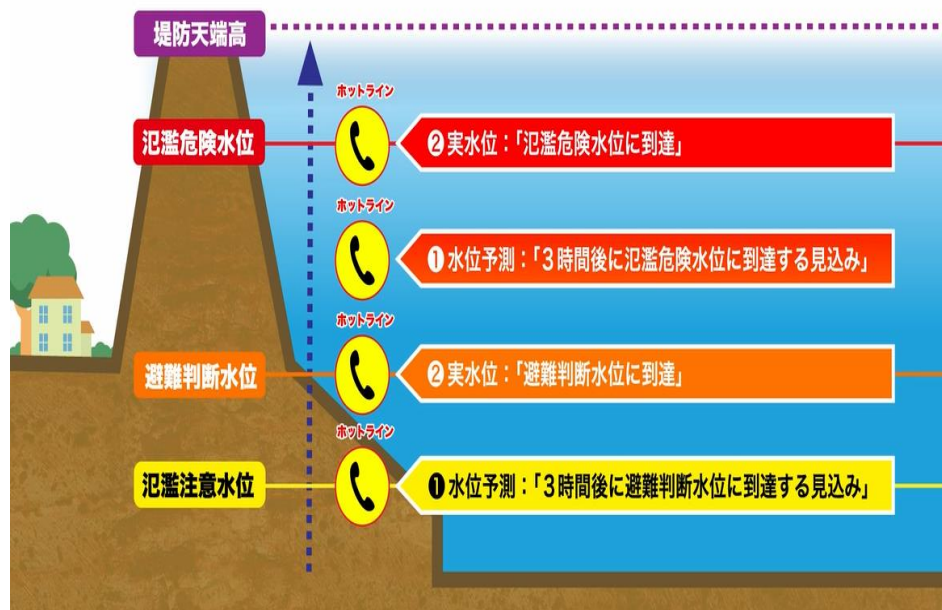 堤防天端高
ホットライン
氾濫危険水位
❷実水位：「氾濫危険水位に到達」
ホットライン
❶水位予測：「３時間後に氾濫危険水位に到達する見込み」
ホットライン
避難判断水位
❷実水位：「避難判断水位に到達」
ホットライン
氾濫注意水位
❶水位予測：「３時間後に避難判断水位に到達する見込み」